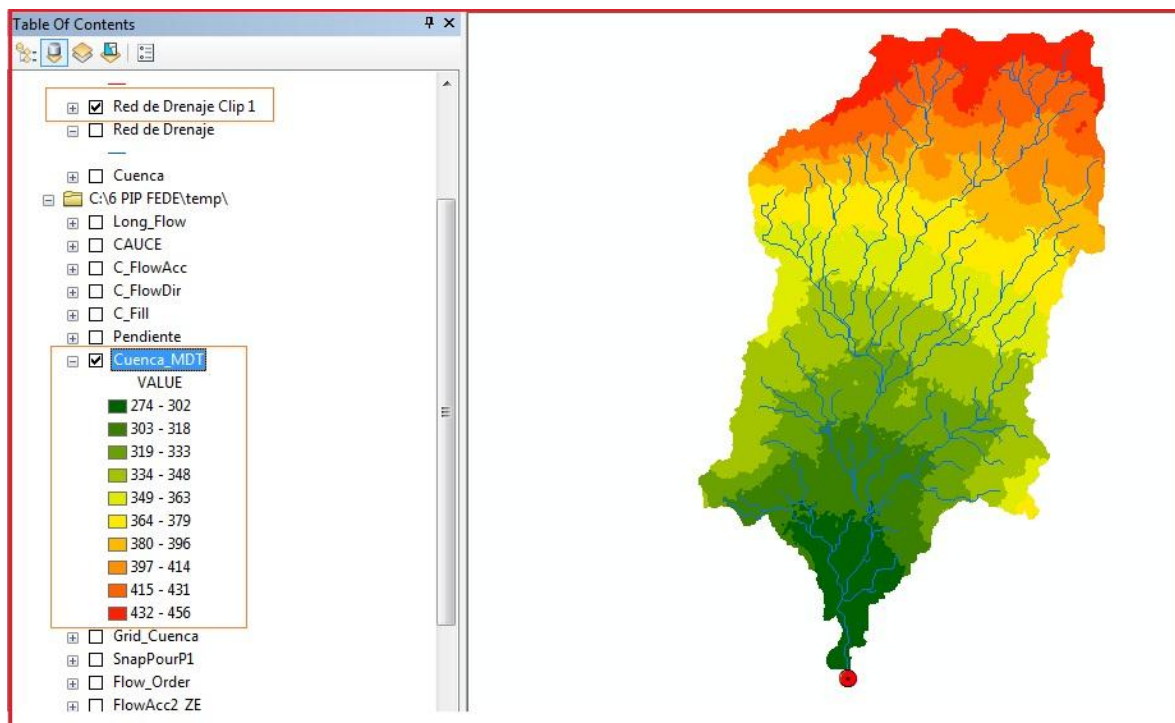 Table Of Contents
Red de Drenaje Clip 1
Red de Drenaje
Cuenca
C:\6 PIP FEDE\temp\
Long_Flow
CAUCE
C_FlowAcc
C_FlowDir
C_Fill
Pendiente
Cuenca_MDT
VALUE
274 - 302
303 - 318
319 - 333
334 - 348
349 - 363
364 - 379
380 - 396
397 - 414
415 - 431
432 - 456
Grid_Cuenca
SnapPourP1
Flow_Order
FlowAcc2_ZE